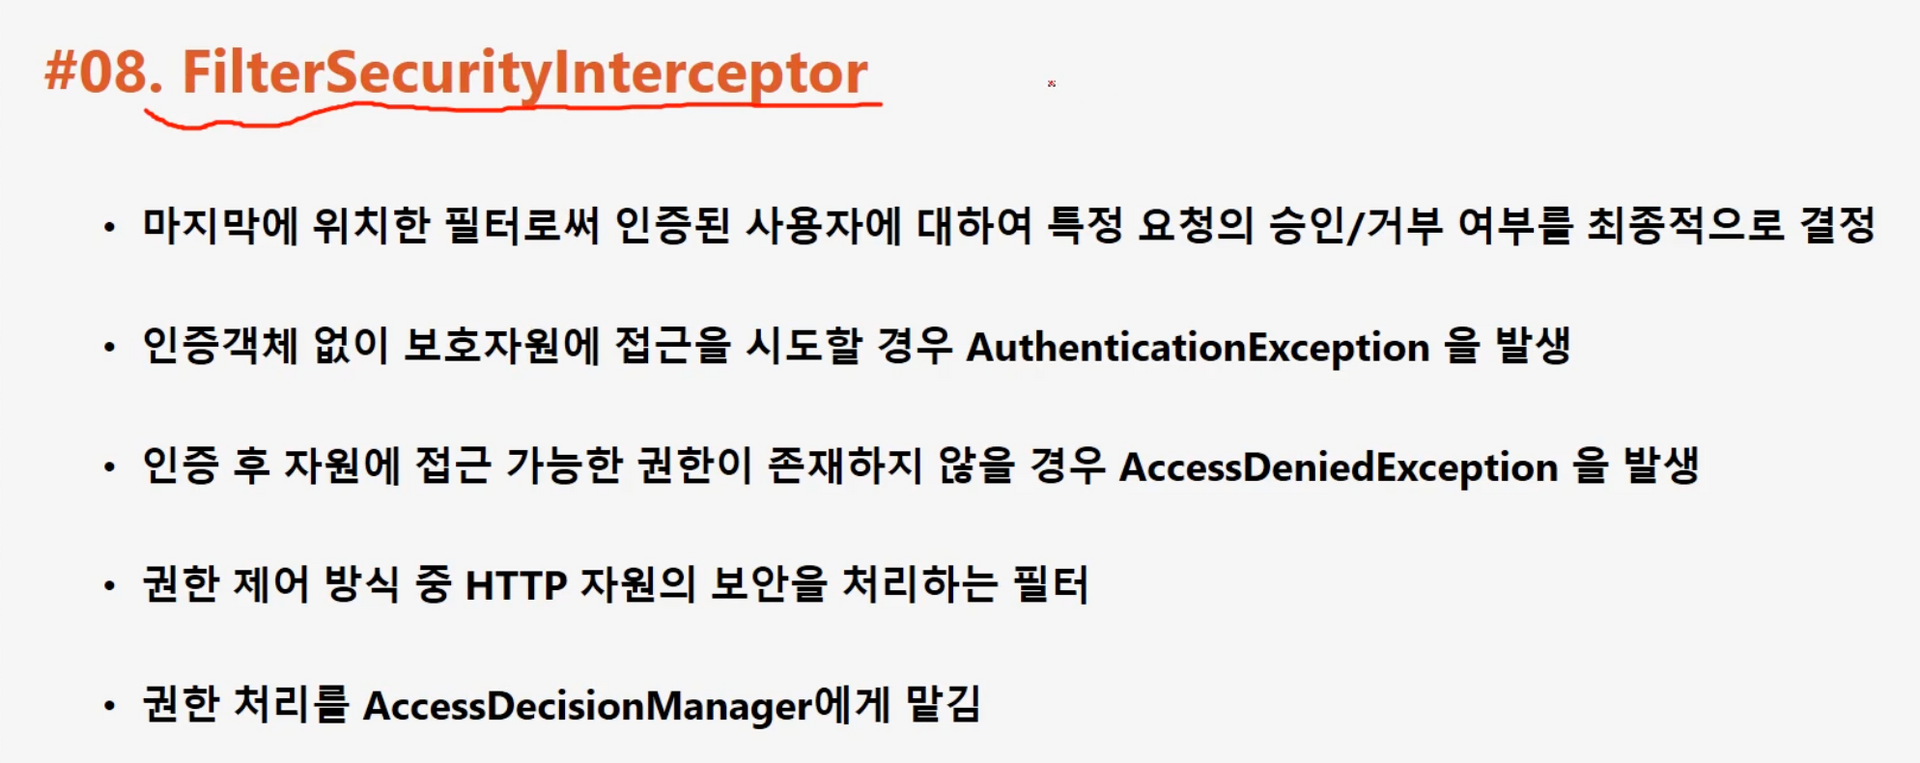 #08. FilterSecurityInterceptor
• 마지막에 위치한 필터로써 인증된 사용자에 대하여 특정 요청의 승인/거부 여부를 최종적으로 결정
• 인증객체 없이 보호자원에 접근을 시도할 경우 AuthenticationException 을 발생
• 인증 후 자원에 접근 가능한 권한이 존재하지 않을 경우 AccessDeniedException 을 발생
• 권한 제어 방식 중 HTTP 자원의 보안을 처리하는 필터
• 권한 처리를 AccessDecisionManager에게 맡김